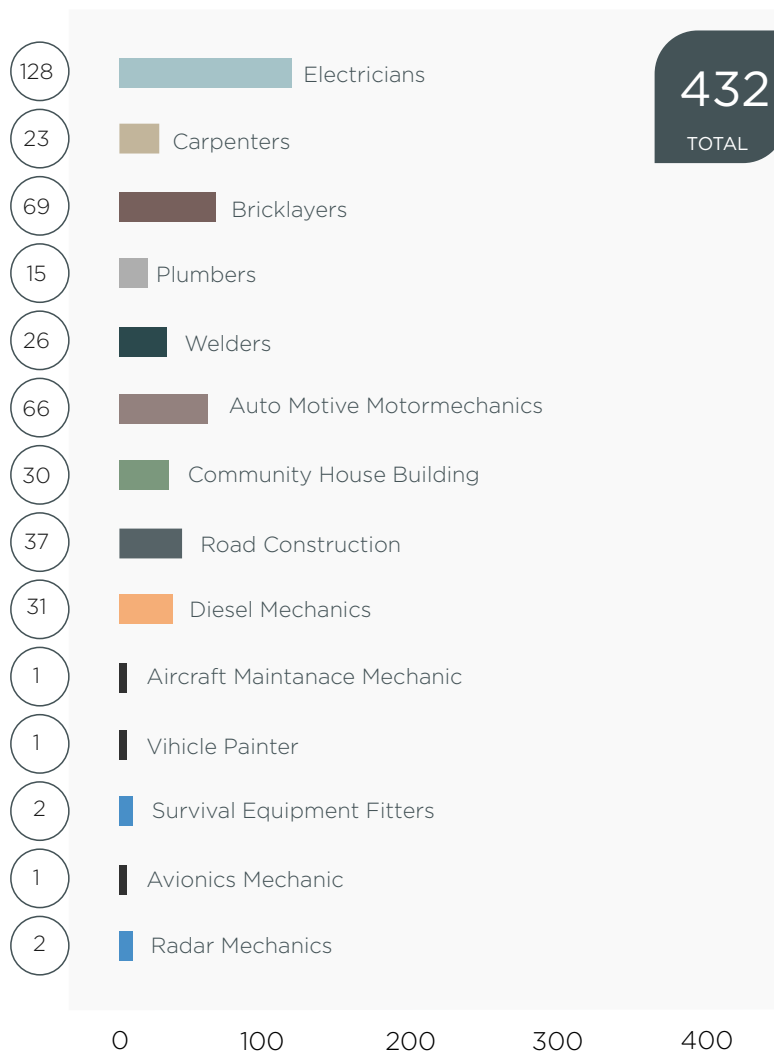 128 Electricians
432
TOTAL
23 Carpenters
69 Bricklayers
15 Plumbers
26 Welders
66 Auto Motive Motormechanics
30 Community House Building
37 Road Construction
31 Diesel Mechanics
1 Aircraft Maintanace Mechanic
1 Vihicle Painter
2 Survival Equipment Fitters
1 Avionics Mechanic
2 Radar Mechanics
0 100 200 300 400